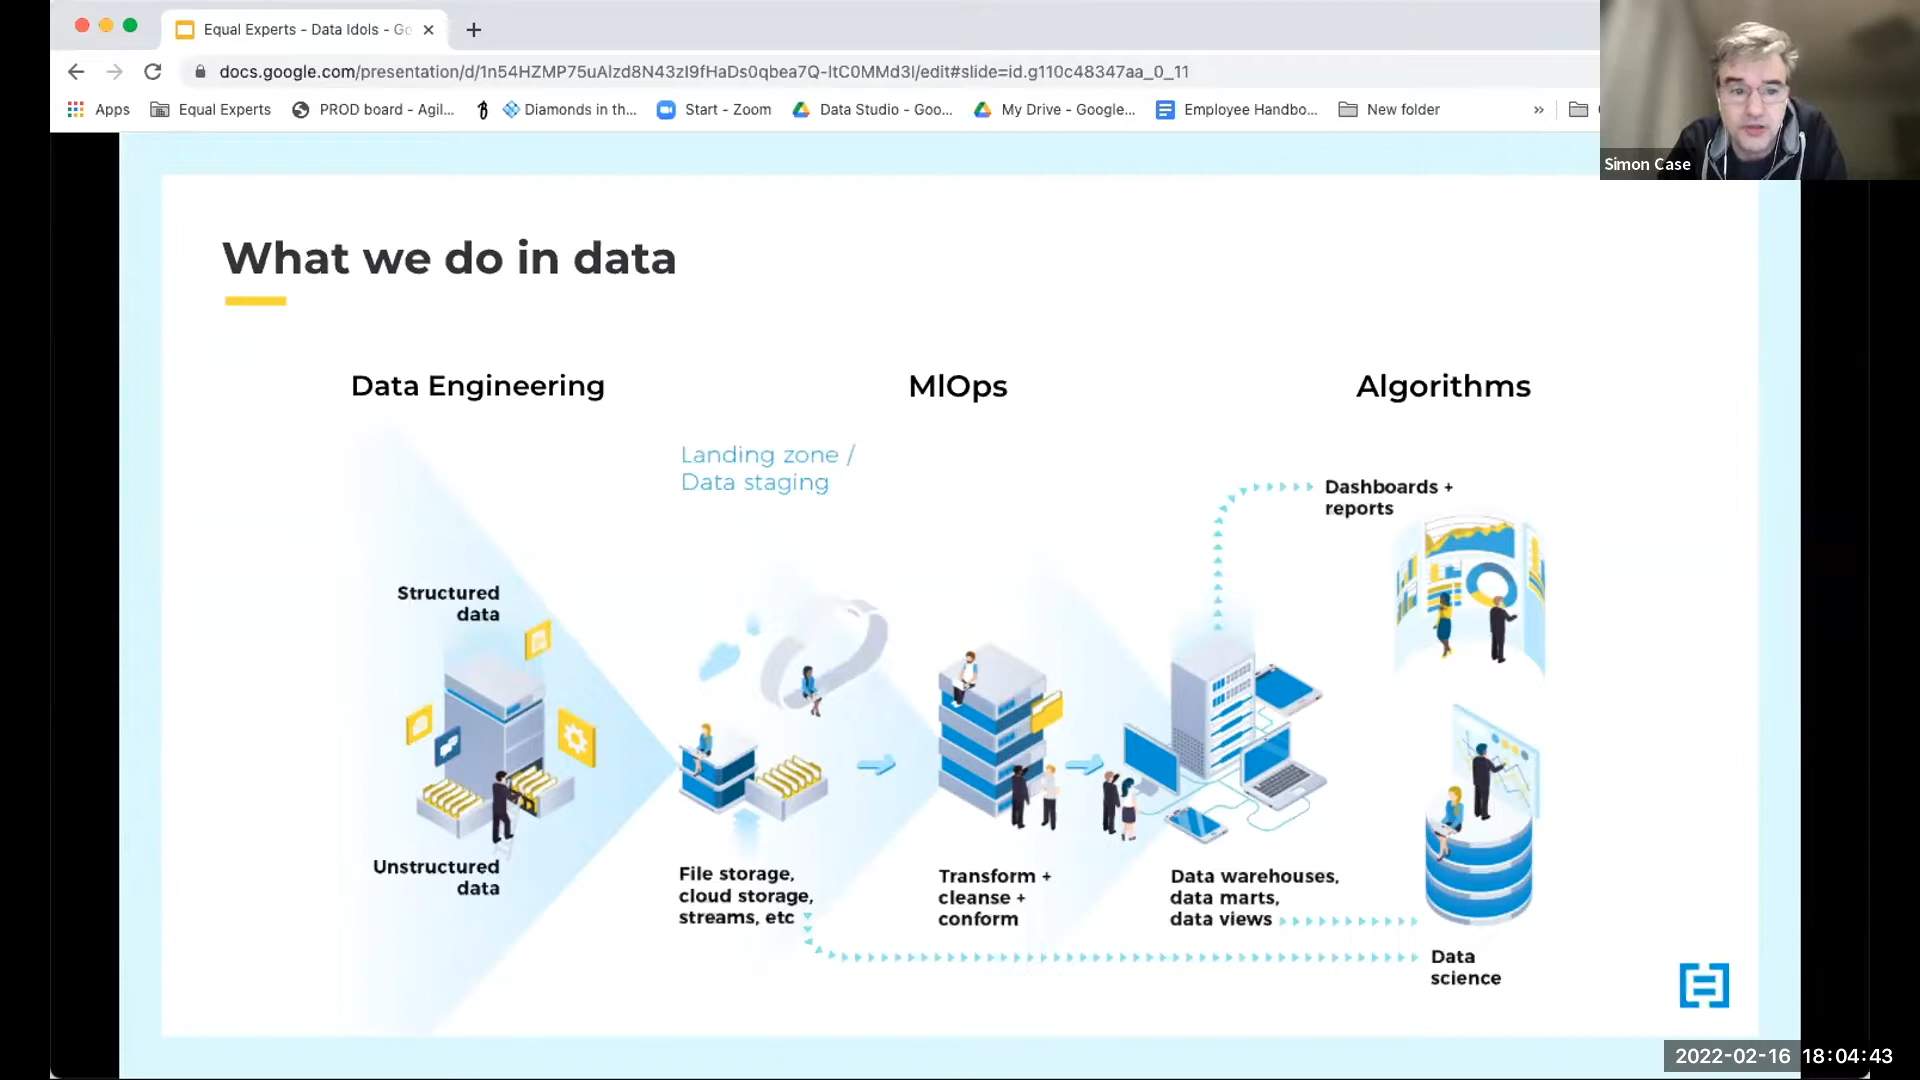 Equal Experts - Data Idols - Go
docs.google.com/presentation/d/1n54HZMP75uAlzd8N43zI9fHaDs0qbea7Q-ItC0MMd3I/edit#slide=id.g110c48347aa_0_11
Apps
Equal Experts
PROD board - Agil...
Diamonds in th...
Start - Zoom
Data Studio - Goo...
My Drive - Google...
Employee Handbo...
New folder
»
Simon Case
What we do in data
Data Engineering
MlOps
Algorithms
Landing zone /
Data staging
Dashboards +
reports
Structured
data
Unstructured
data
File storage,
cloud storage,
streams, etc
Transform +
cleanse +
conform
Data warehouses,
data marts,
data views
Data
science
2022-02-16 18:04:43